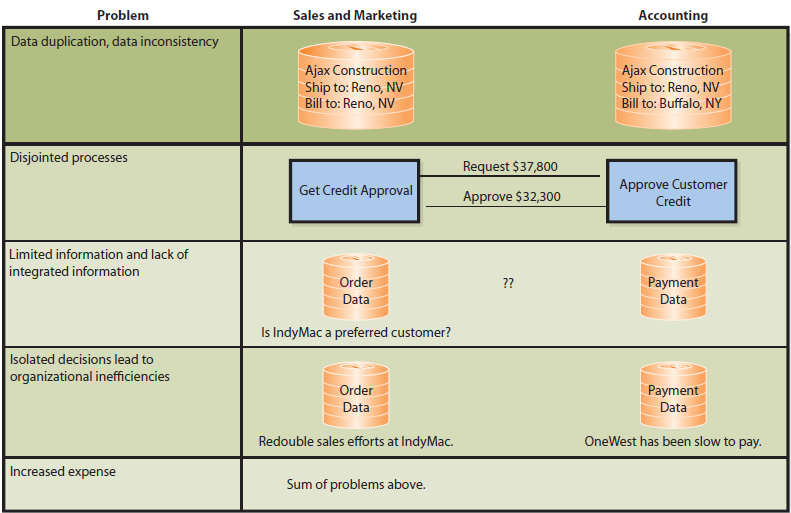 Problem
Sales and Marketing
Accounting
Data duplication, data inconsistency
Ajax Construction
Ship to: Reno, NV
Bill to: Reno, NV
Ajax Construction
Ship to: Reno, NV
Bill to: Buffalo, NY
Disjointed processes
Get Credit Approval
Request $37,800
Approve $32,300
Approve Customer
Credit
Limited information and lack of
integrated information
Order
Data
??
Payment
Data
Is IndyMac a preferred customer?
Isolated decisions lead to
organizational inefficiencies
Order
Data
Payment
Data
Redouble sales efforts at IndyMac.
OneWest has been slow to pay.
Increased expense
Sum of problems above.